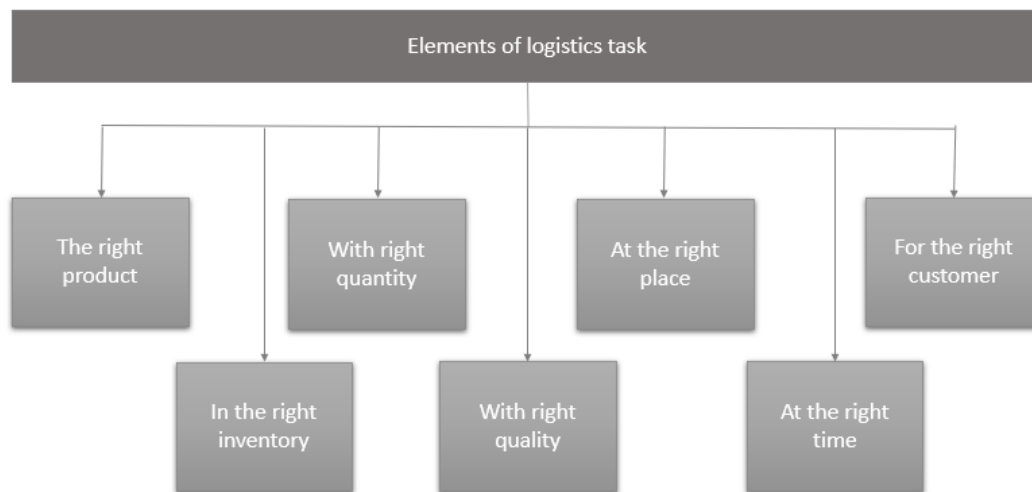 Elements of logistics task
The right
product
With right
quantity
At the right
place
For the right
customer
In the right
inventory
With right
quality
At the right
time